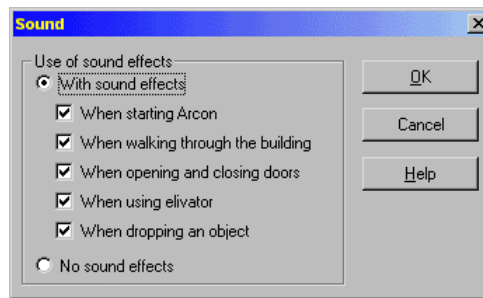 Sound
Use of sound effects
With sound effects
When starting Arcon
When walking through the building
When opening and closing doors
When using elivator
When dropping an object
No sound effects
OK
Cancel
Help